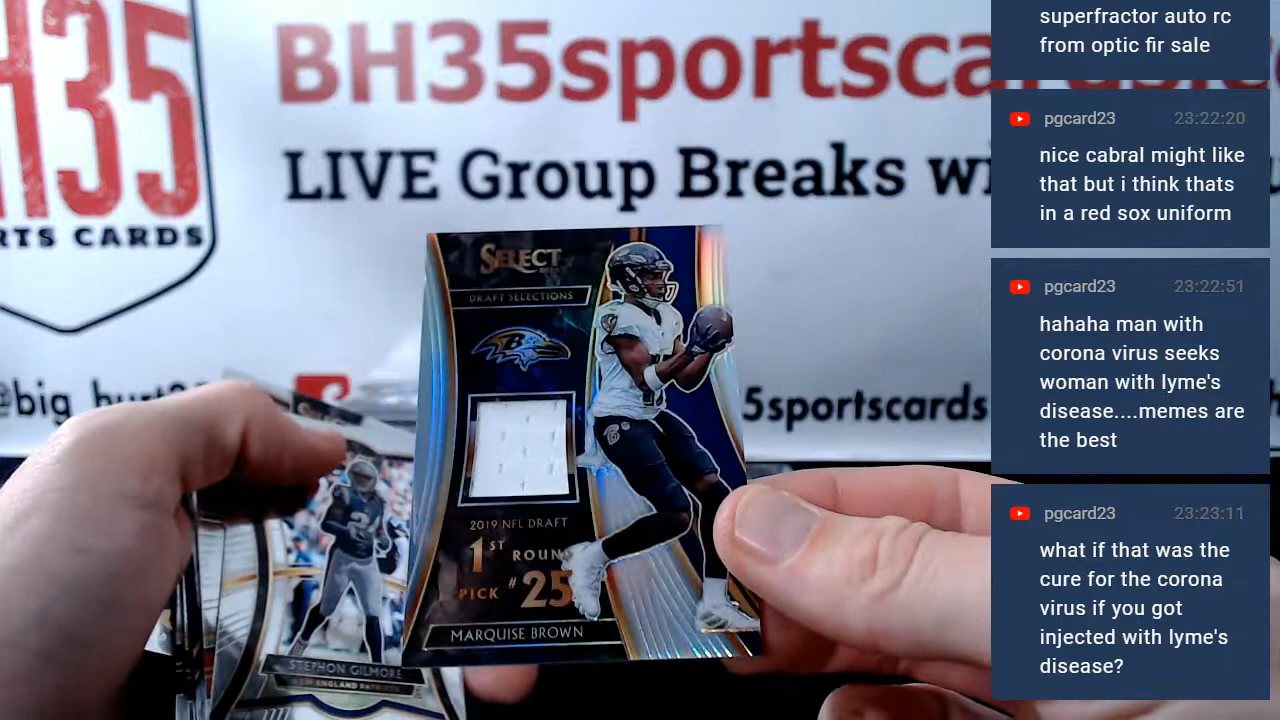 BH35sportscards.c
LIVE Group Breaks wi
H35
RTS CARDS
@big_hurt3
5sportscards
SELECT
DRAFT SELECTIONS
2019 NFL DRAFT
1ST ROUND
PICK #25
MARQUISE BROWN
STEPHON GILMORE
NEW ENGLAND PATRIOTS
superfractor auto rc
from optic fir sale
pgcard23 23:22:20
nice cabral might like
that but i think thats
in a red sox uniform
pgcard23 23:22:51
hahaha man with
corona virus seeks
woman with lyme's
disease....memes are
the best
pgcard23 23:23:11
what if that was the
cure for the corona
virus if you got
injected with lyme's
disease?